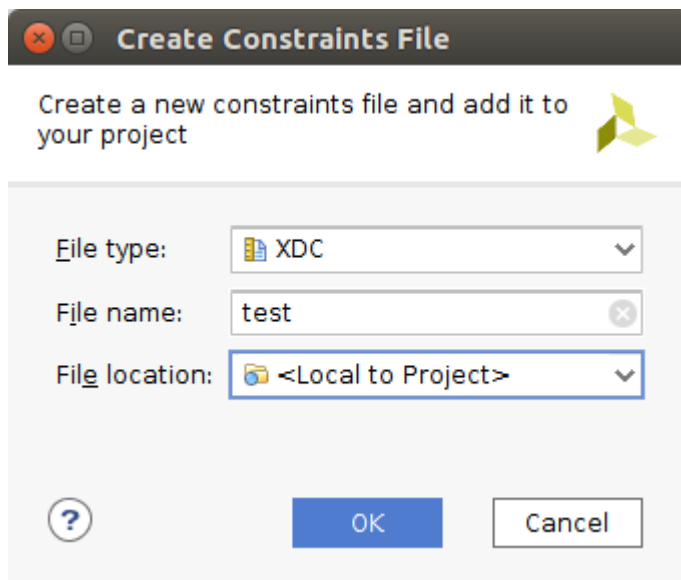 Create Constraints File
Create a new constraints file and add it to
your project
File type: XDC
File name: test
File location: <Local to Project>
? OK Cancel